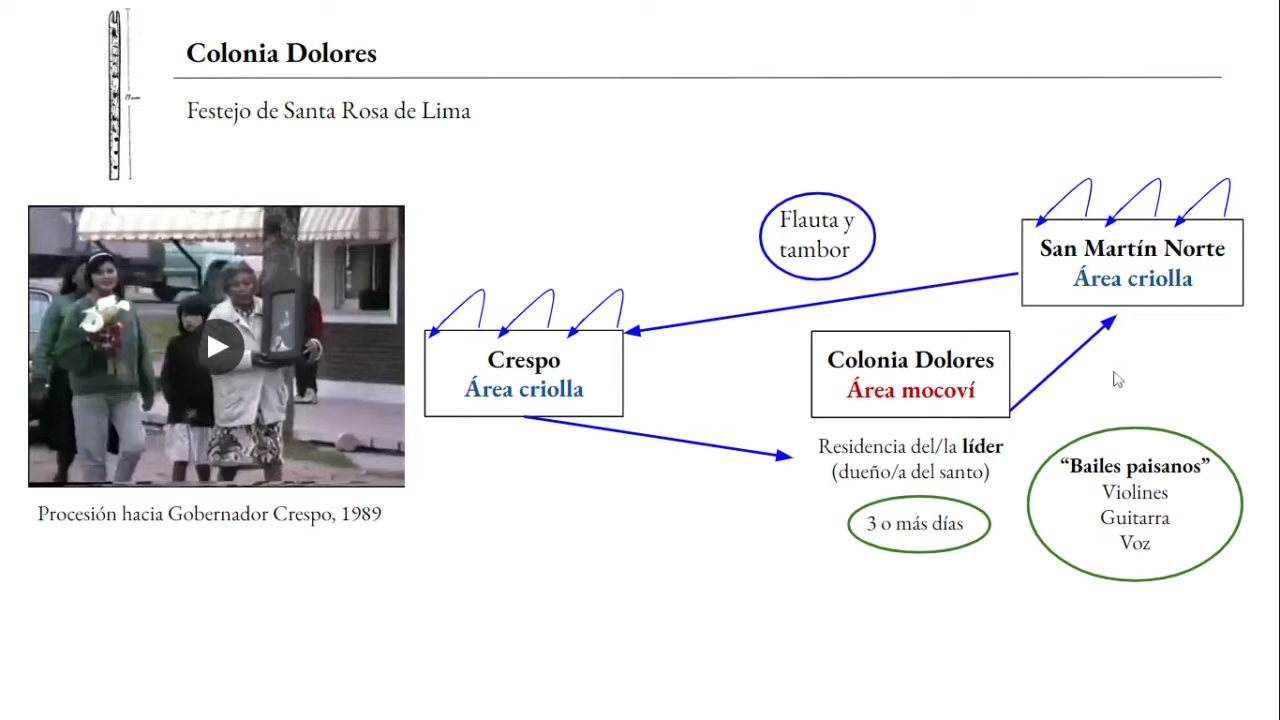 Colonia Dolores
Festejo de Santa Rosa de Lima
Flauta y
tambor
San Martín Norte
Área criolla
Crespo
Área criolla
Colonia Dolores
Área mocoví
Residencia del/la líder
(dueño/a del santo)
3 o más días
“Bailes paisanos”
Violines
Guitarra
Voz
Procesión hacia Gobernador Crespo, 1989